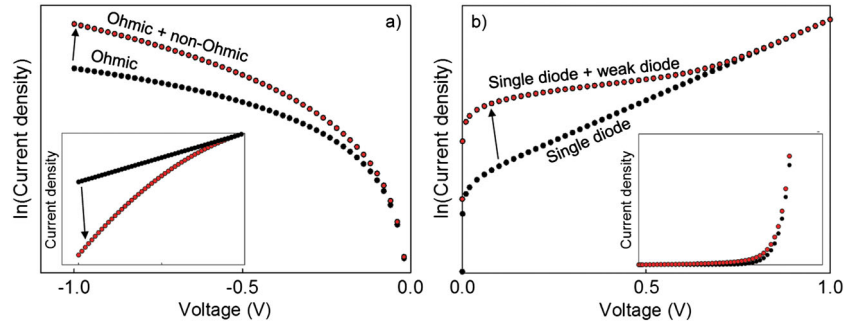 a)
ln(Current density)
Ohmic + non-Ohmic
Ohmic
Current density
-1.0
-0.5
0.0
Voltage (V)
b)
ln(Current density)
Single diode + weak diode
Single diode
Current density
0.0
0.5
1.0
Voltage (V)